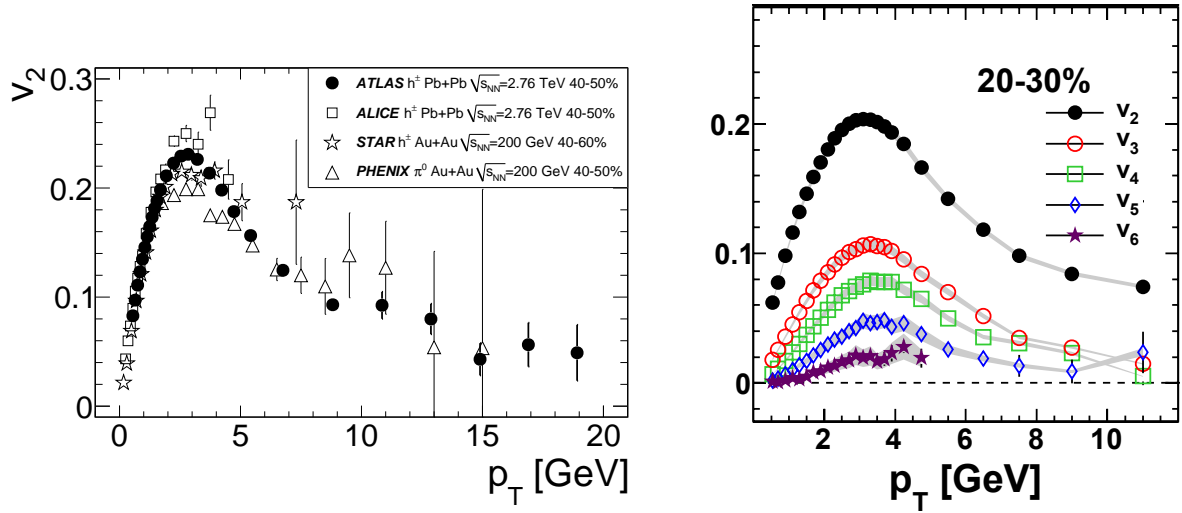 v₂
0.3
0.2
0.1
0
ATLAS h± Pb+Pb √sNN=2.76 TeV 40-50%
ALICE h± Pb+Pb √sNN=2.76 TeV 40-50%
STAR h± Au+Au √sNN=200 GeV 40-60%
PHENIX π⁰ Au+Au √sNN=200 GeV 40-50%
0 5 10 15 20
pT [GeV]
20-30%
v₂
v₃
v₄
v₅
v₆
0.2
0.1
0
2 4 6 8 10
pT [GeV]